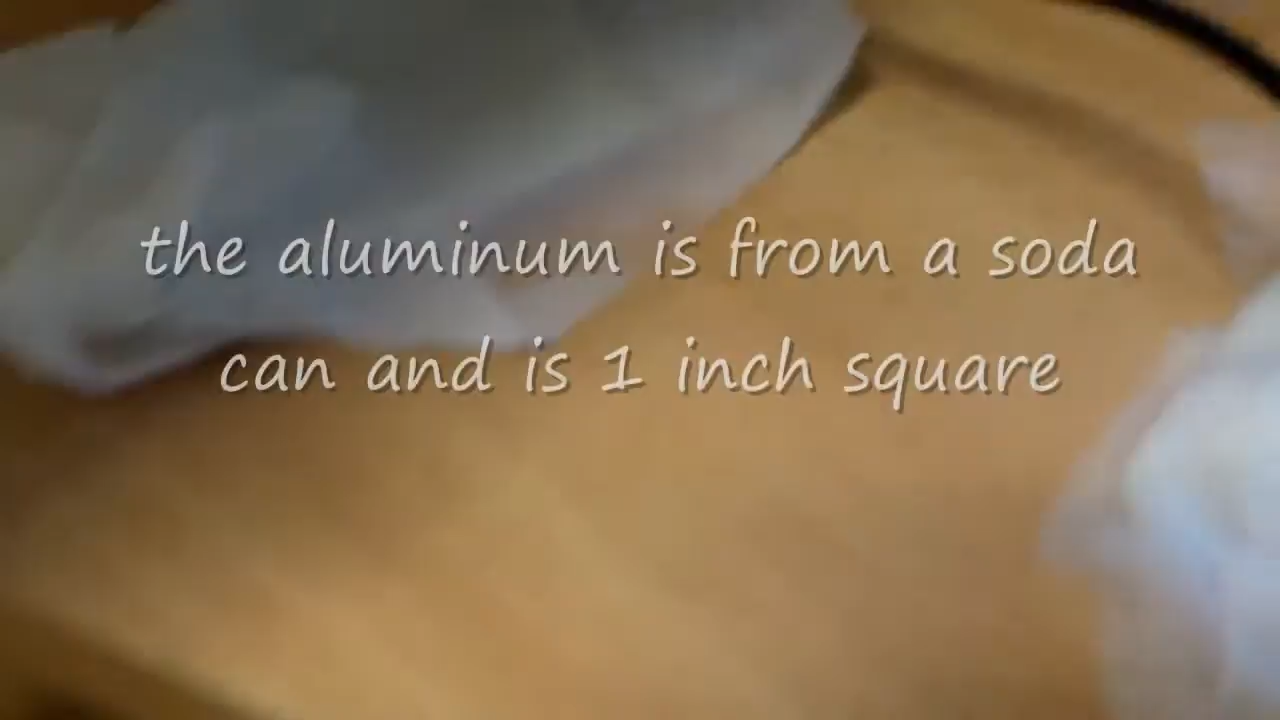 the aluminum is from a soda
can and is 1 inch square